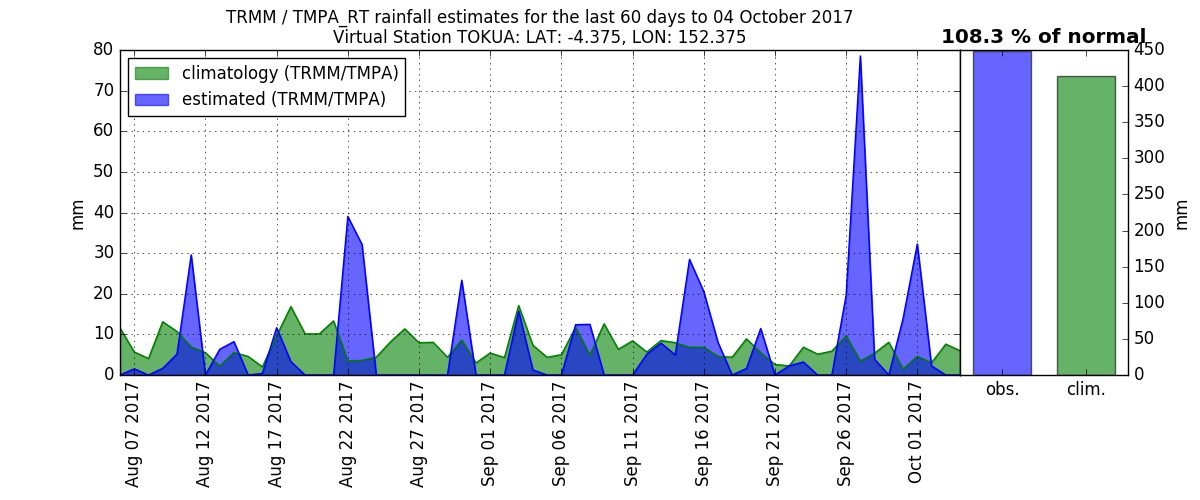 TRMM / TMPA_RT rainfall estimates for the last 60 days to 04 October 2017
Virtual Station TOKUA: LAT: -4.375, LON: 152.375
108.3 % of normal
climatology (TRMM/TMPA)
estimated (TRMM/TMPA)
mm
80
70
60
50
40
30
20
10
0
Aug 07 2017
Aug 12 2017
Aug 17 2017
Aug 22 2017
Aug 27 2017
Sep 01 2017
Sep 06 2017
Sep 11 2017
Sep 16 2017
Sep 21 2017
Sep 26 2017
Oct 01 2017
obs.
clim.
450
400
350
300
250
200
150
100
50
0
mm